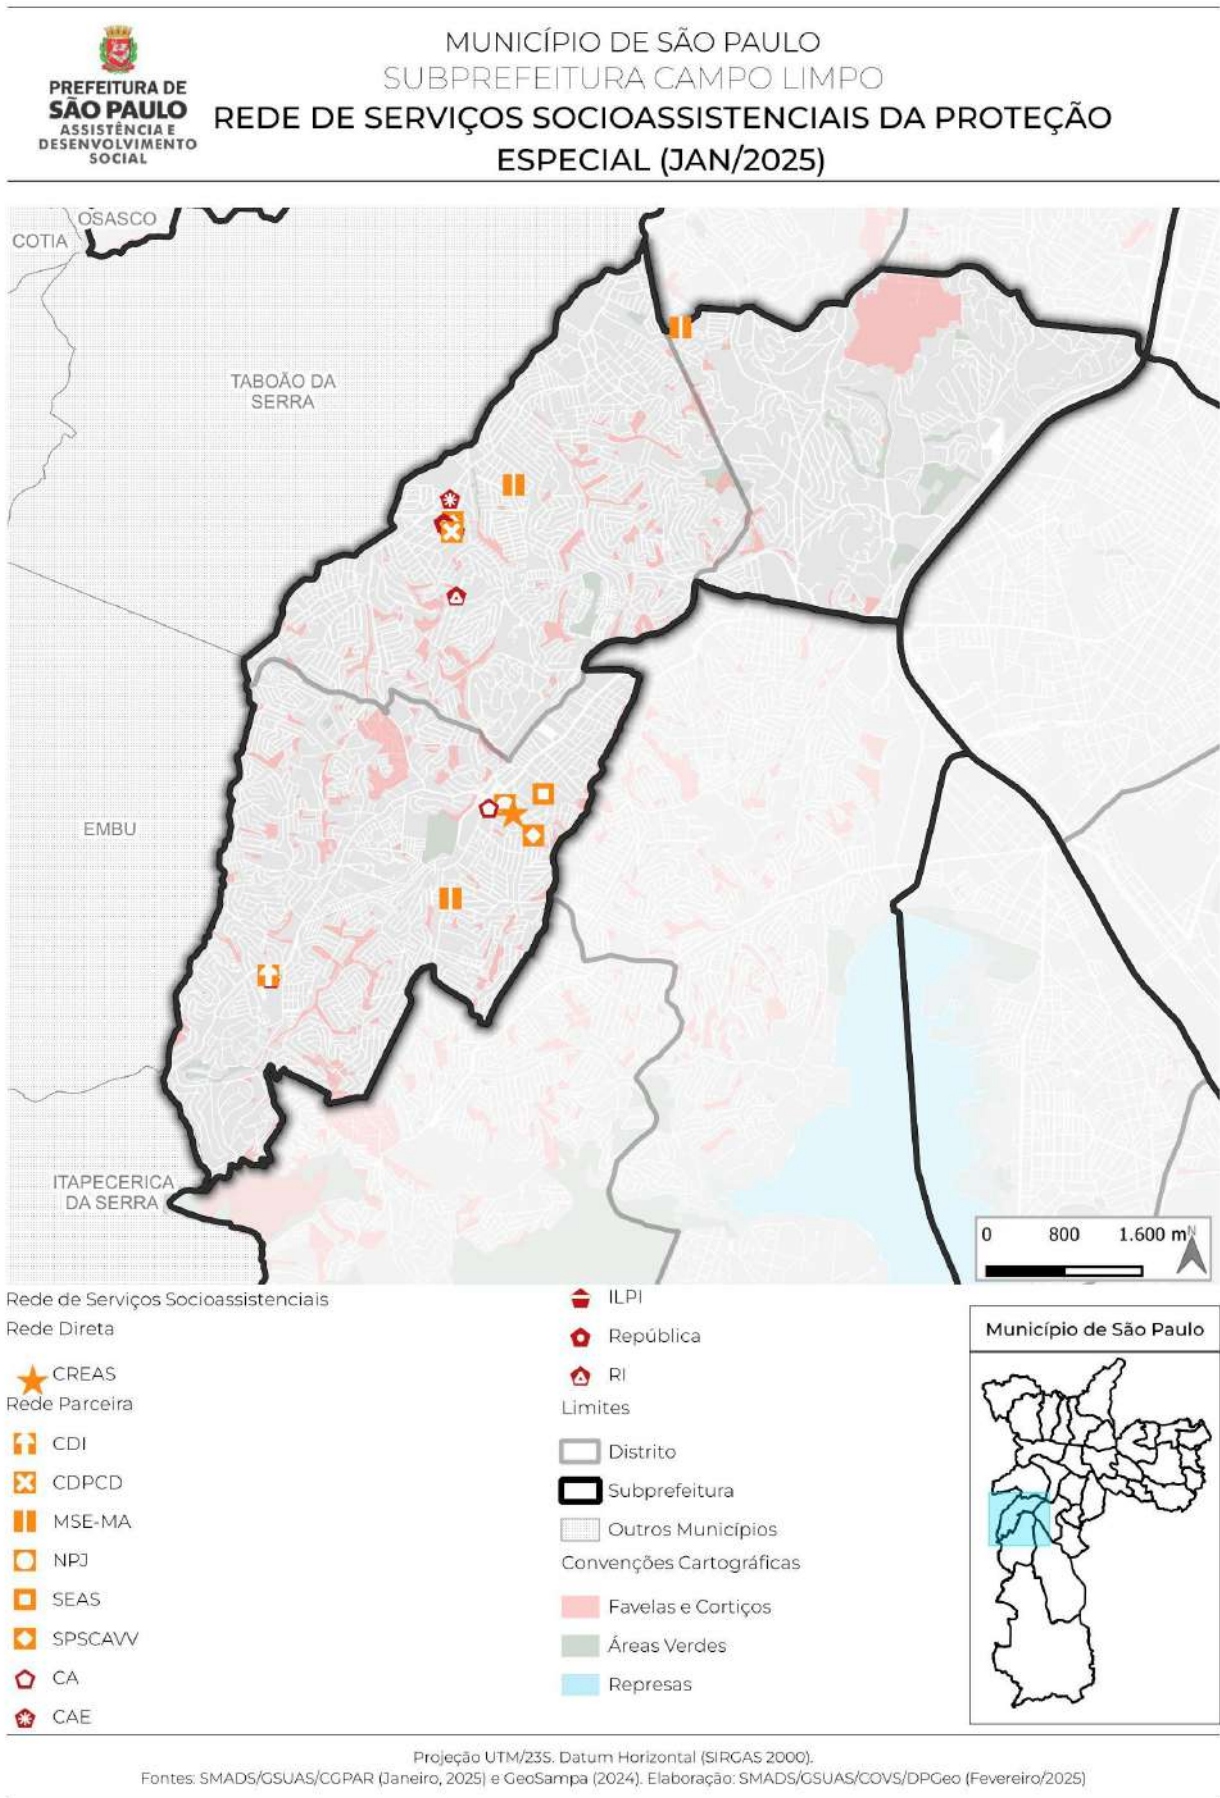 PREFEITURA DE
SÃO PAULO
ASSISTÊNCIA E
DESENVOLVIMENTO
SOCIAL
MUNICÍPIO DE SÃO PAULO
SUBPREFEITURA CAMPO LIMPO
REDE DE SERVIÇOS SOCIOASSISTENCIAIS DA PROTEÇÃO
ESPECIAL (JAN/2025)
OSASCO
COTIA
TABOÃO DA
SERRA
EMBU
ITAPECERICA
DA SERRA
0 800 1.600 m
N
Rede de Serviços Socioassistenciais
Rede Direta
CREAS
Rede Parceira
CDI
CDPCD
MSE-MA
NPJ
SEAS
SPSCAVV
CA
CAE
ILPI
República
RI
Limites
Distrito
Subprefeitura
Outros Municípios
Convenções Cartográficas
Favelas e Cortiços
Áreas Verdes
Represas
Município de São Paulo
Projeção UTM/23S. Datum Horizontal (SIRGAS 2000).
Fontes: SMADS/GSUAS/CGPAR (Janeiro, 2025) e GeoSampa (2024). Elaboração: SMADS/GSUAS/COVS/DPGeo (Fevereiro/2025)